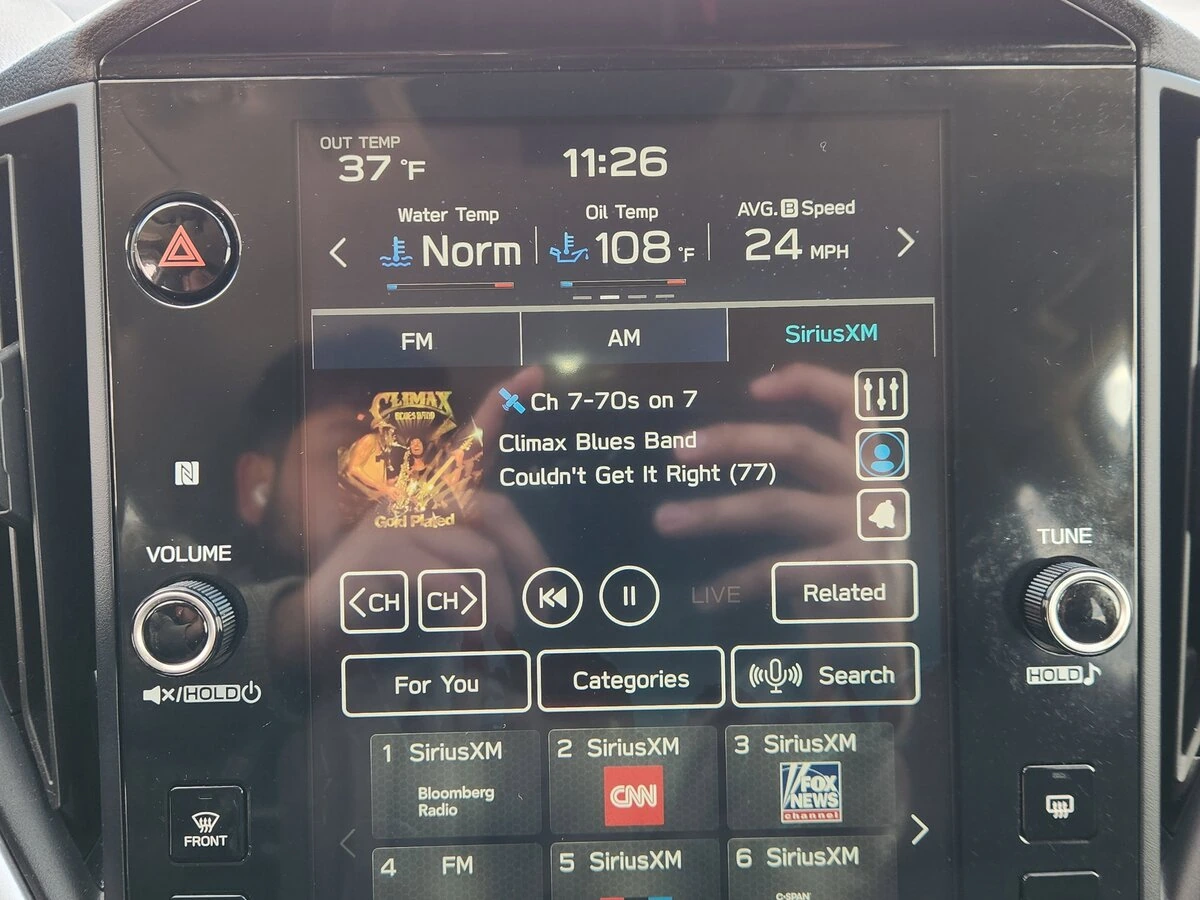 OUT TEMP
37 °F
11:26
Water Temp
Norm
Oil Temp
108 °F
AVG. B Speed
24 MPH
FM
AM
SiriusXM
CLIMAX
BLUES BAND
Gold Plated
Ch 7-70s on 7
Climax Blues Band
Couldn't Get It Right (77)
N
VOLUME
TUNE
<CH
CH>
LIVE
Related
HOLD
HOLD
For You
Categories
Search
1 SiriusXM
Bloomberg
Radio
2 SiriusXM
CNN
3 SiriusXM
FOX
NEWS
channel
FRONT
4 FM
5 SiriusXM
6 SiriusXM
C-SPAN